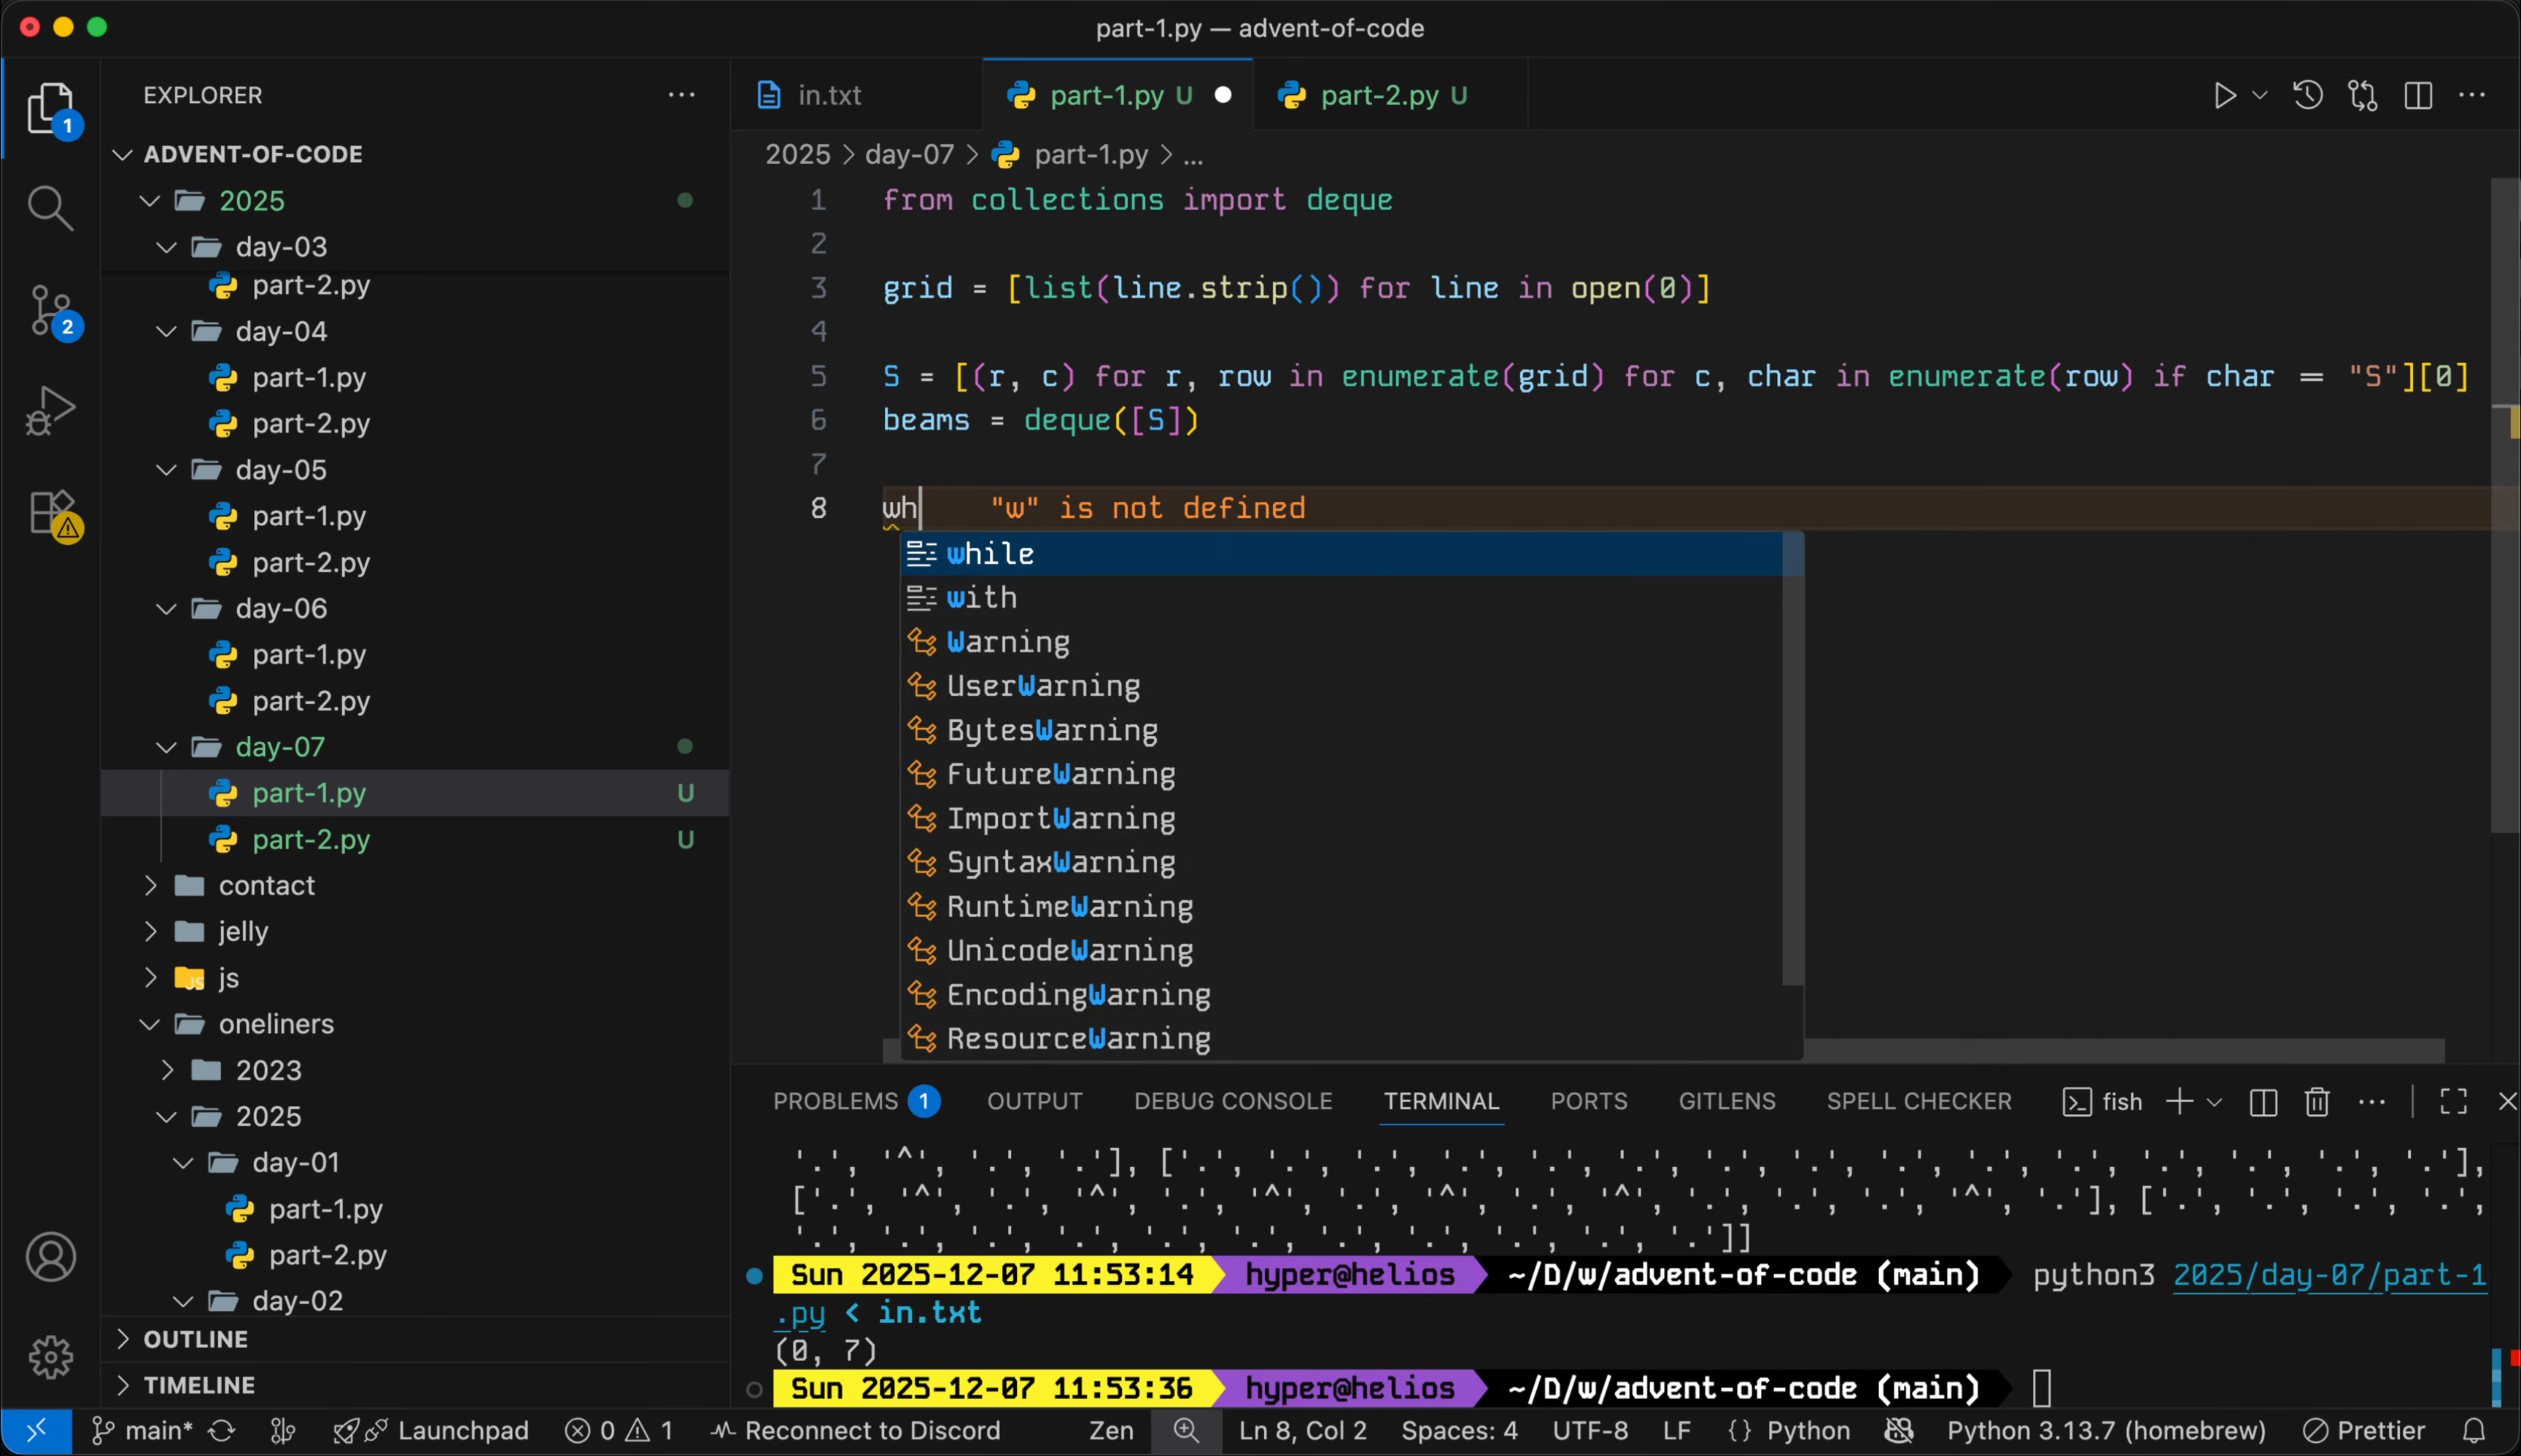 part-1.py — advent-of-code
EXPLORER
1
ADVENT-OF-CODE
2025
day-03
part-2.py
2
day-04
part-1.py
part-2.py
day-05
part-1.py
part-2.py
day-06
part-1.py
part-2.py
day-07
part-1.py U
part-2.py U
contact
jelly
js
oneliners
2023
2025
day-01
part-1.py
part-2.py
day-02
OUTLINE
TIMELINE
in.txt
part-1.py U
part-2.py U
2025 > day-07 > part-1.py > ...
1 from collections import deque
2
3 grid = [list(line.strip()) for line in open(0)]
4
5 S = [(r, c) for r, row in enumerate(grid) for c, char in enumerate(row) if char == "S"][0]
6 beams = deque([S])
7
8 wh "w" is not defined
while
with
Warning
UserWarning
BytesWarning
FutureWarning
ImportWarning
SyntaxWarning
RuntimeWarning
UnicodeWarning
EncodingWarning
ResourceWarning
PROBLEMS 1 OUTPUT DEBUG CONSOLE TERMINAL PORTS GITLENS SPELL CHECKER fish
'.', '^', '.', '.'], ['.', '.', '.', '.', '.', '.', '.', '.', '.', '.', '.', '.', '.', '.', '.'],
['.', '^', '.', '^', '.', '^', '.', '^', '.', '^', '.', '.', '.', '^', '.'], ['.', '.', '.', '.',
'.', '.', '.', '.', '.', '.', '.', '.', '.', '.', '.']]
Sun 2025-12-07 11:53:14 hyper@helios ~/D/w/advent-of-code (main) python3 2025/day-07/part-1
.py < in.txt
(0, 7)
Sun 2025-12-07 11:53:36 hyper@helios ~/D/w/advent-of-code (main)
main* Launchpad 0 1 Reconnect to Discord Zen Ln 8, Col 2 Spaces: 4 UTF-8 LF {} Python Python 3.13.7 (homebrew) Prettier